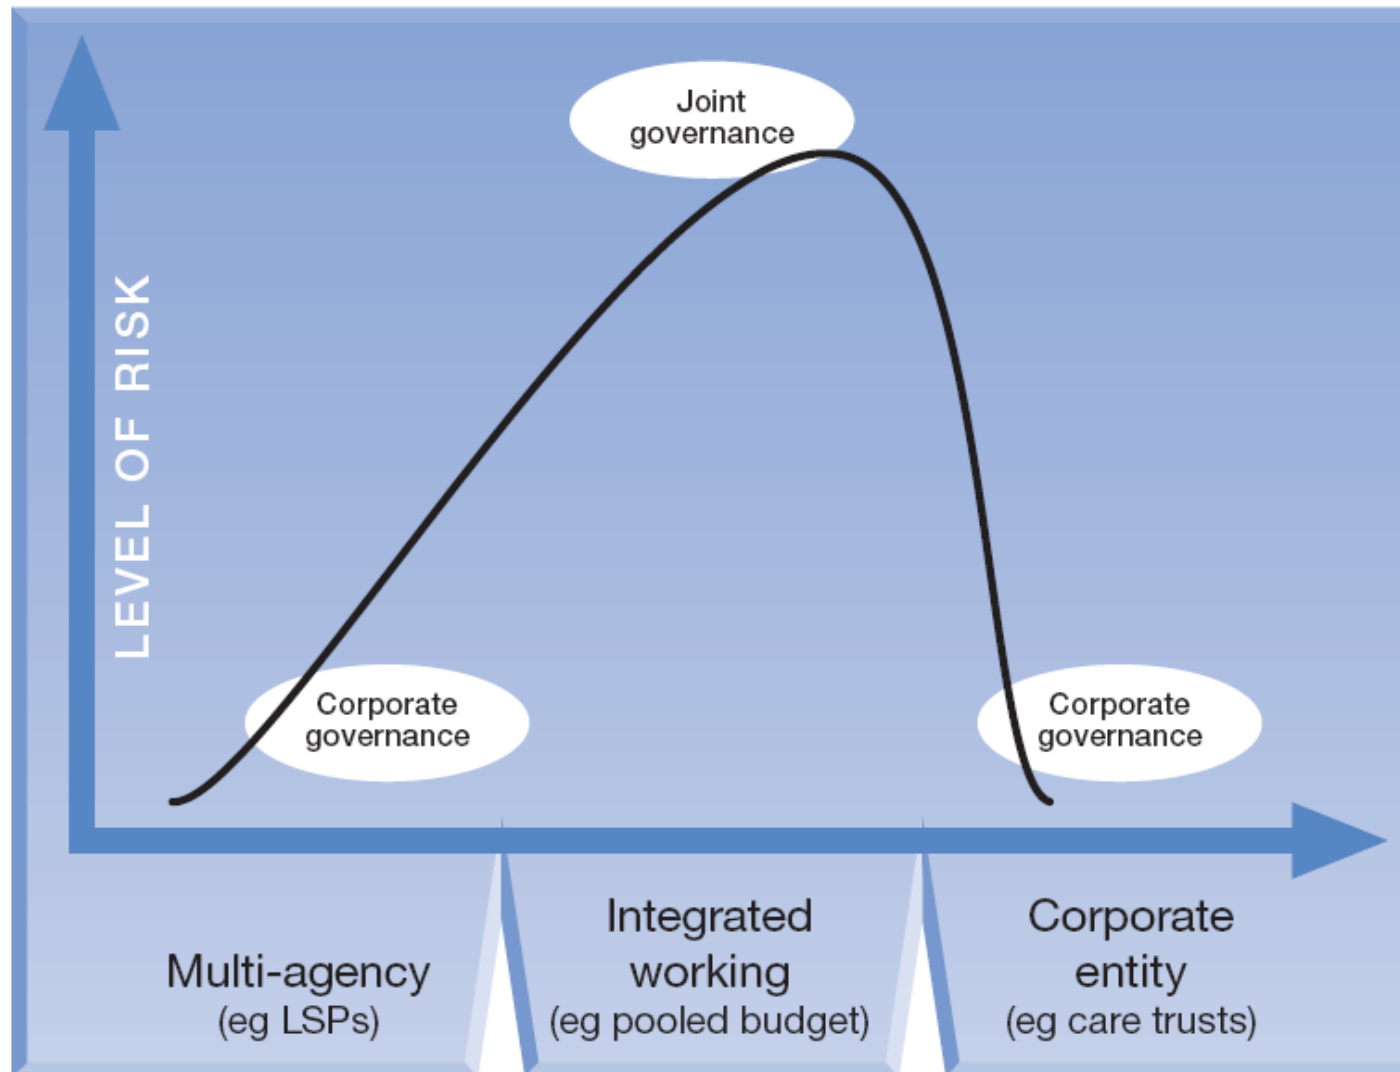 Joint
governance
LEVEL OF RISK
Corporate
governance
Corporate
governance
Multi-agency
(eg LSPs)
Integrated
working
(eg pooled budget)
Corporate
entity
(eg care trusts)